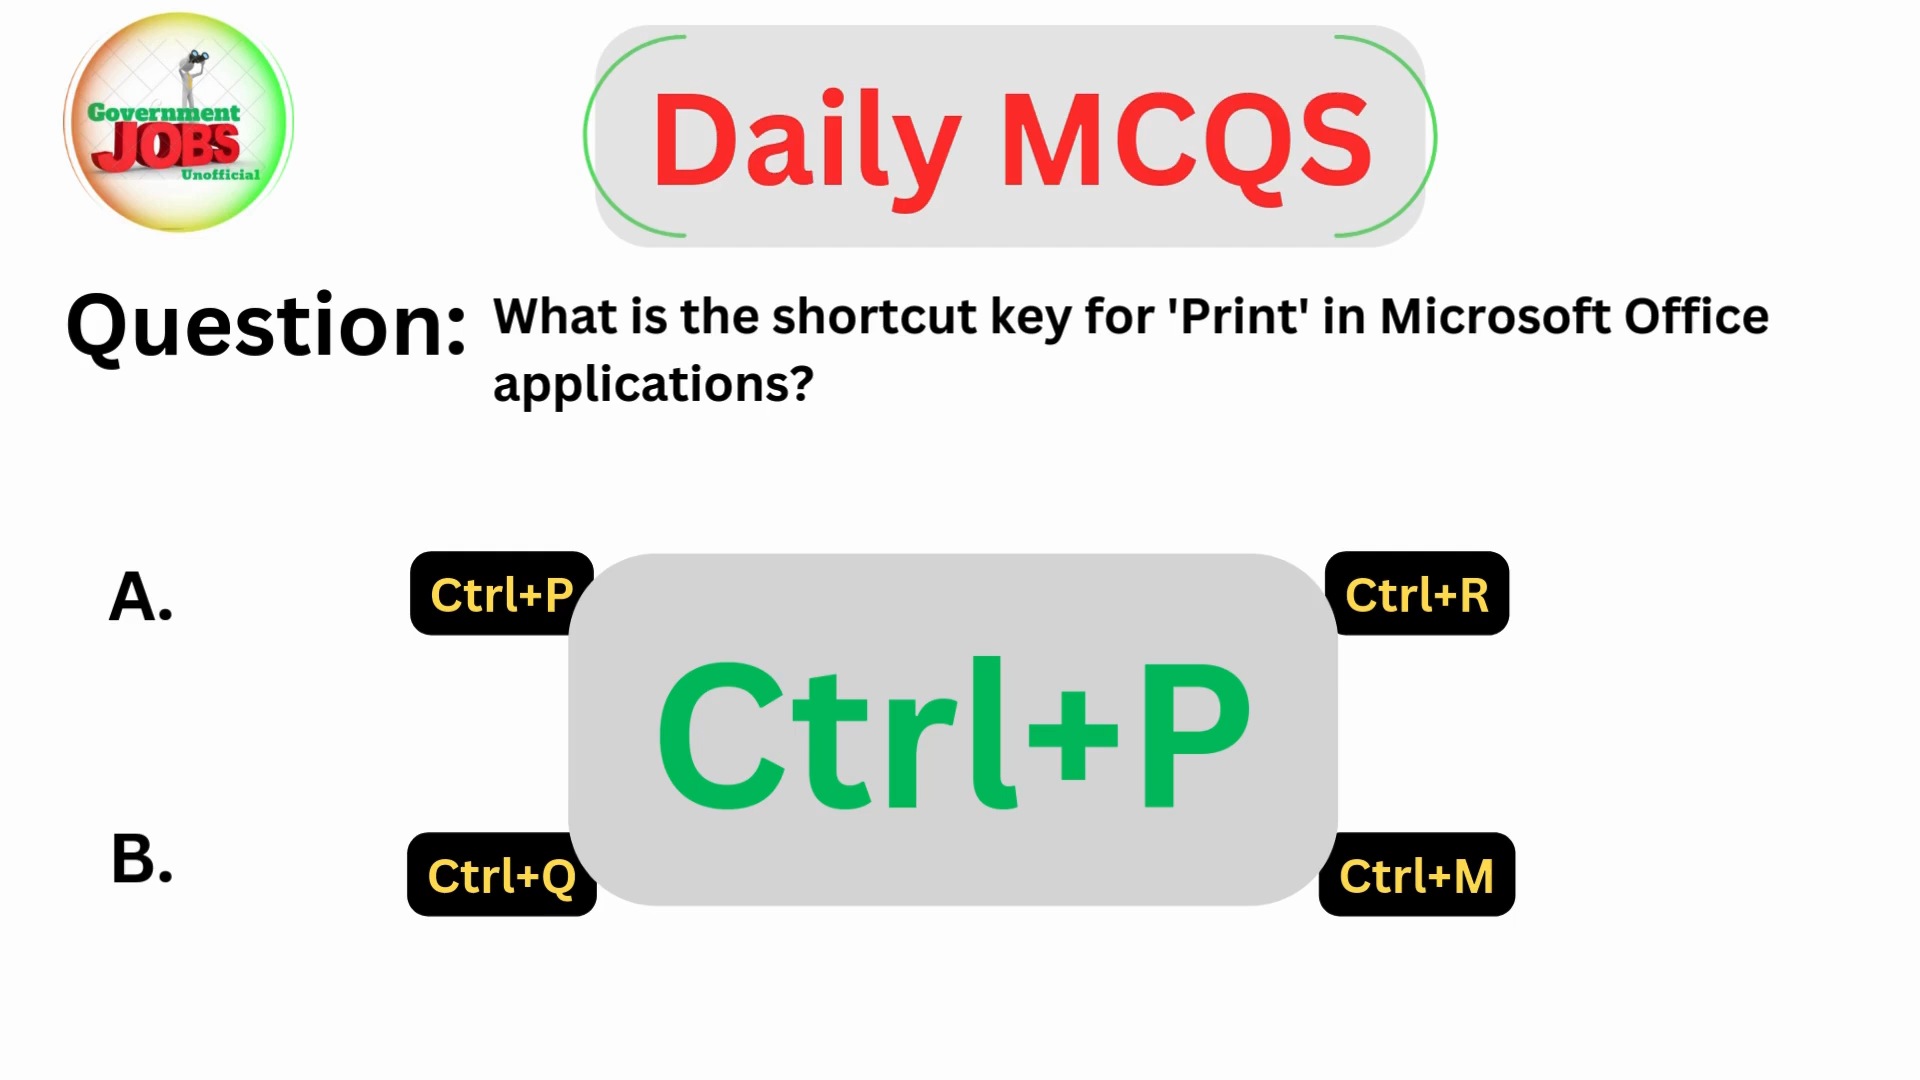 Government
JOBS
Unofficial
Daily MCQS
Question: What is the shortcut key for 'Print' in Microsoft Office
applications?
A. Ctrl+P Ctrl+R
Ctrl+P
B. Ctrl+Q Ctrl+M